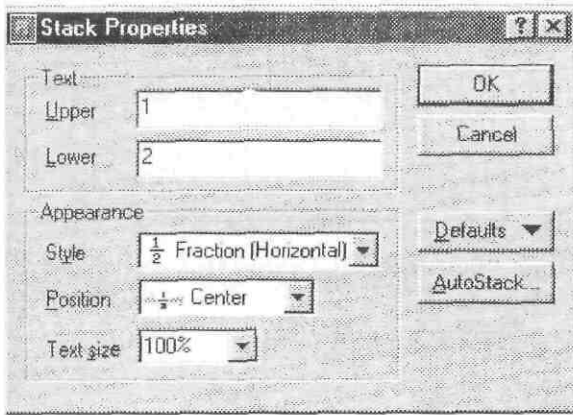 Stack Properties ? ×
Text
Upper 1
Lower 2
OK
Cancel
Appearance
Style 1/2 Fraction (Horizontal)
Position Center
Text size 100%
Defaults
AutoStack...